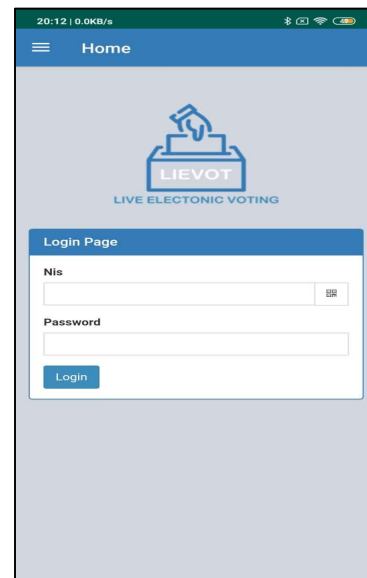 20:12 | 0.0KB/s
Home
LIEVOT
LIVE ELECTONIC VOTING
Login Page
Nis
Password
Login